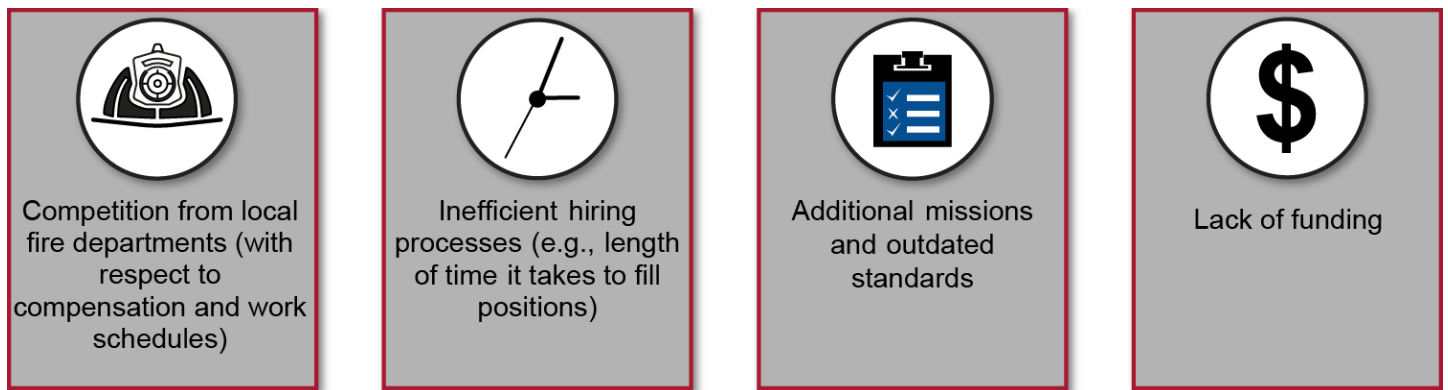 Competition from local
fire departments (with
respect to
compensation and work
schedules)
Inefficient hiring
processes (e.g., length
of time it takes to fill
positions)
Additional missions
and outdated
standards
$
Lack of funding